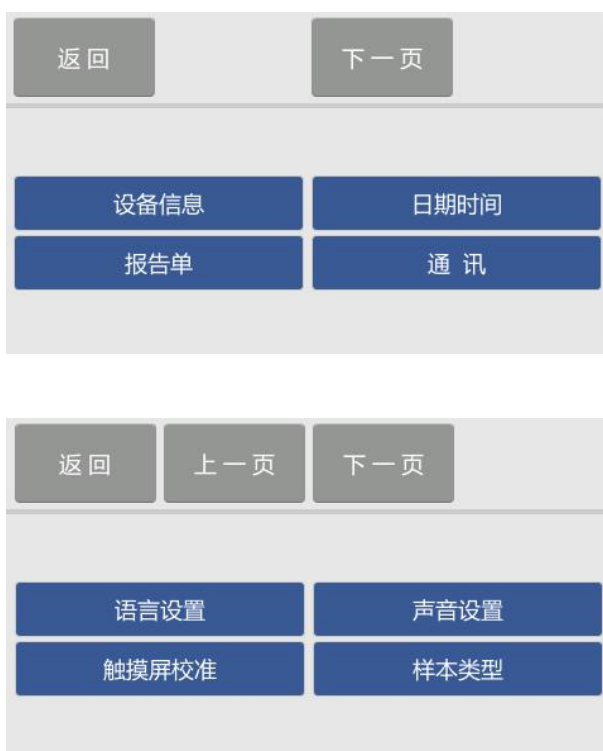 返回 下一页
设备信息 日期时间
报告单 通讯
返回 上一页 下一页
语言设置 声音设置
触摸屏校准 样本类型